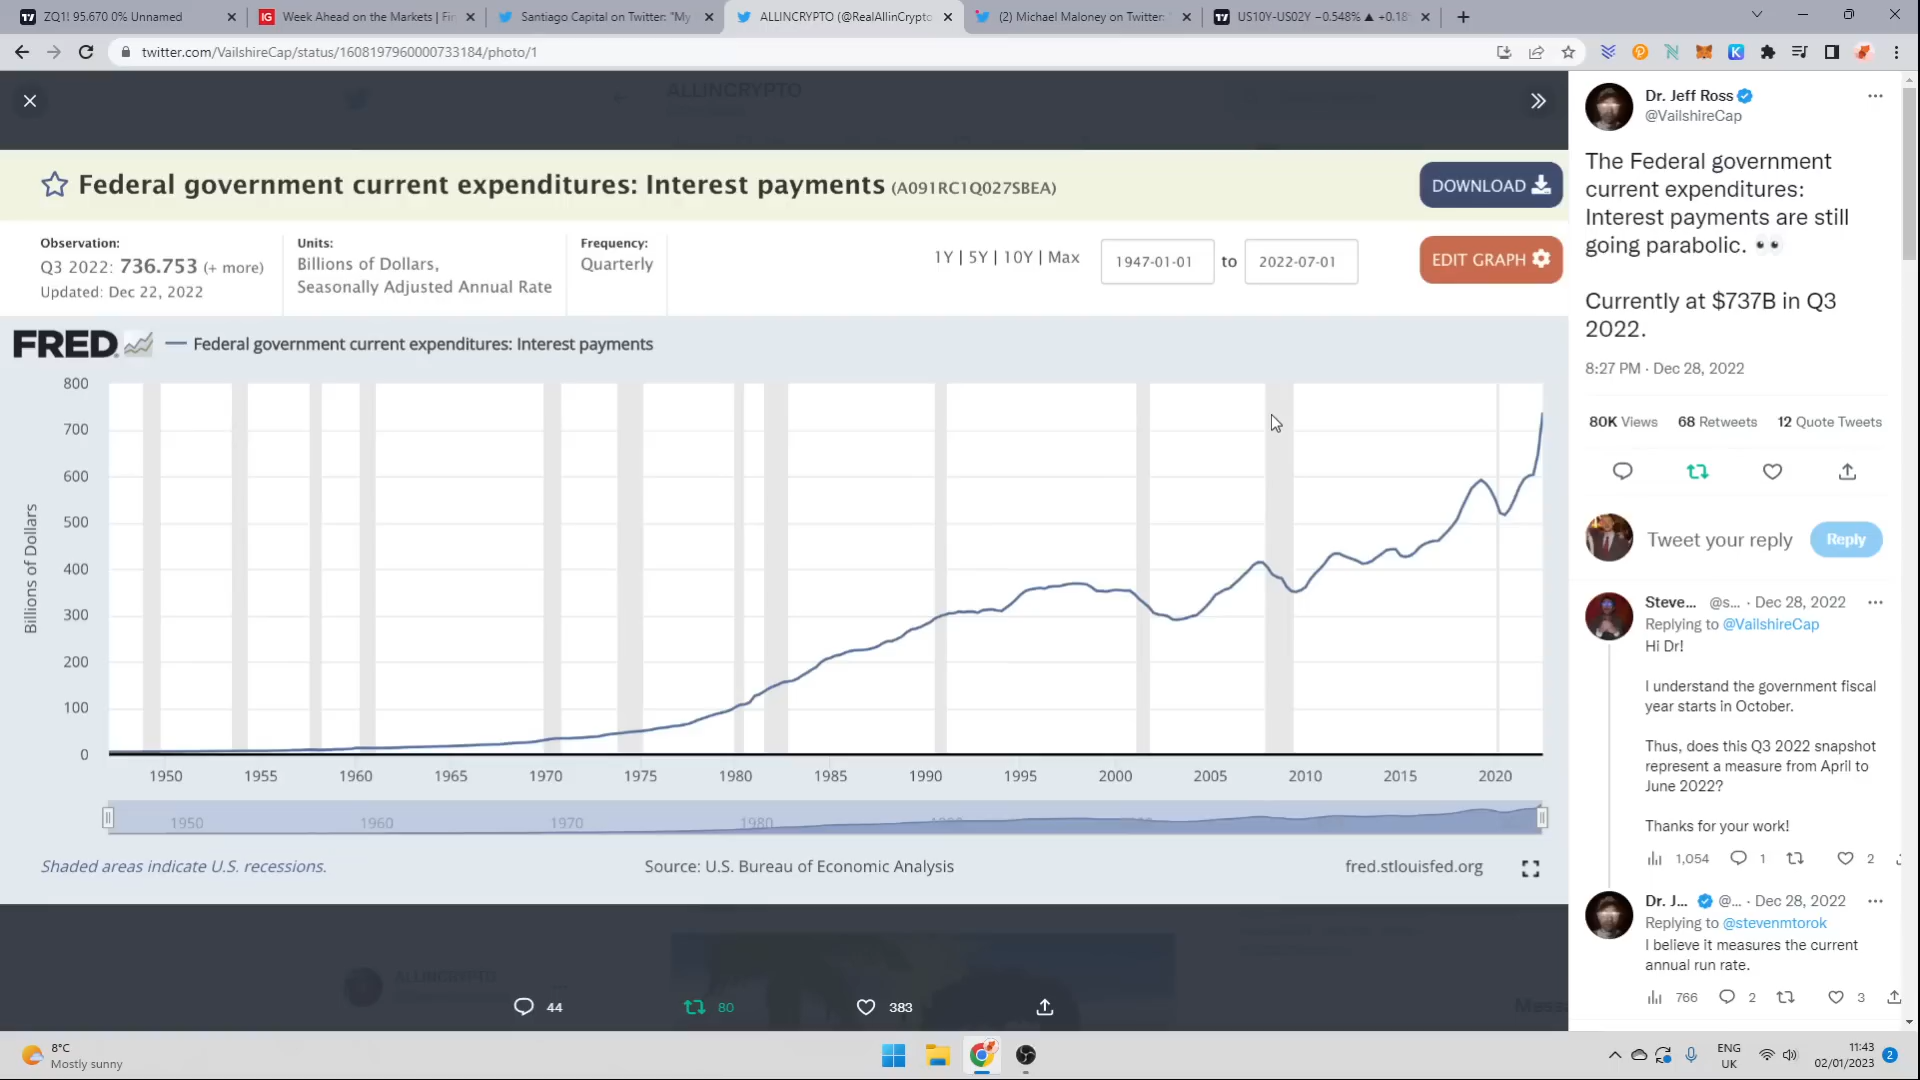 ZQ1! 95.670 0% Unnamed
Week Ahead on the Markets | Fin
Santiago Capital on Twitter: "My
ALLINCRYPTO (@RealAllinCrypto
(2) Michael Maloney on Twitter:
US10Y-US02Y −0.548% ▲ +0.18
twitter.com/VailshireCap/status/1608197960000733184/photo/1
ALLINCRYPTO
Federal government current expenditures: Interest payments (A091RC1Q027SBEA)
DOWNLOAD
Observation:
Q3 2022: 736.753 (+ more)
Updated: Dec 22, 2022
Units:
Billions of Dollars,
Seasonally Adjusted Annual Rate
Frequency:
Quarterly
1Y | 5Y | 10Y | Max
1947-01-01 to 2022-07-01
EDIT GRAPH
FRED
Federal government current expenditures: Interest payments
Billions of Dollars
800
700
600
500
400
300
200
100
0
1950 1955 1960 1965 1970 1975 1980 1985 1990 1995 2000 2005 2010 2015 2020
1950 1960 1970 1980
Shaded areas indicate U.S. recessions.
Source: U.S. Bureau of Economic Analysis
fred.stlouisfed.org
ALLINCRYPTO
44 80 383
Dr. Jeff Ross
@VailshireCap
The Federal government
current expenditures:
Interest payments are still
going parabolic. 👀
Currently at $737B in Q3
2022.
8:27 PM · Dec 28, 2022
80K Views 68 Retweets 12 Quote Tweets
Tweet your reply
Reply
Steve... @s... · Dec 28, 2022
Replying to @VailshireCap
Hi Dr!
I understand the government fiscal
year starts in October.
Thus, does this Q3 2022 snapshot
represent a measure from April to
June 2022?
Thanks for your work!
1,054 1 2
Dr. J... @... · Dec 28, 2022
Replying to @stevenmtorok
I believe it measures the current
annual run rate.
766 2 3
8°C
Mostly sunny
ENG
UK
11:43
02/01/2023
2